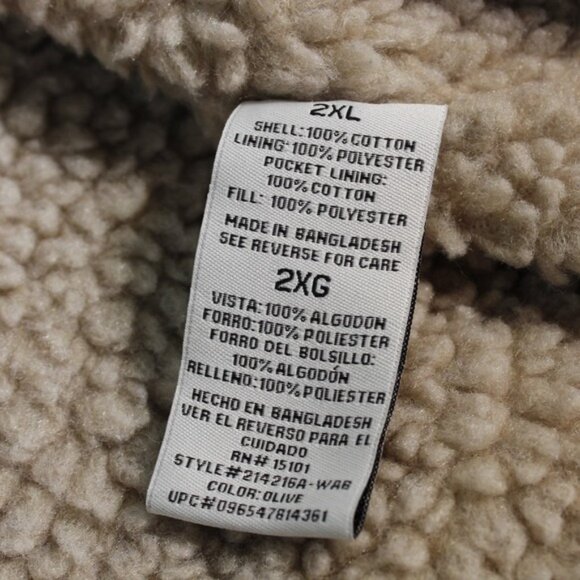 2XL
SHELL:100% COTTON
LINING:100% POLYESTER
POCKET LINING:
100% COTTON
FILL: 100% POLYESTER
MADE IN BANGLADESH
SEE REVERSE FOR CARE
2XG
VISTA:100% ALGODON
FORRO:100% POLIESTER
FORRO DEL BOLSILLO:
100% ALGODÓN
RELLENO:100% POLIESTER
HECHO EN BANGLADESH
VER EL REVERSO PARA EL
CUIDADO
RN# 15101
STYLE#214216A-WAB
COLOR:OLIVE
UPC#096547814361